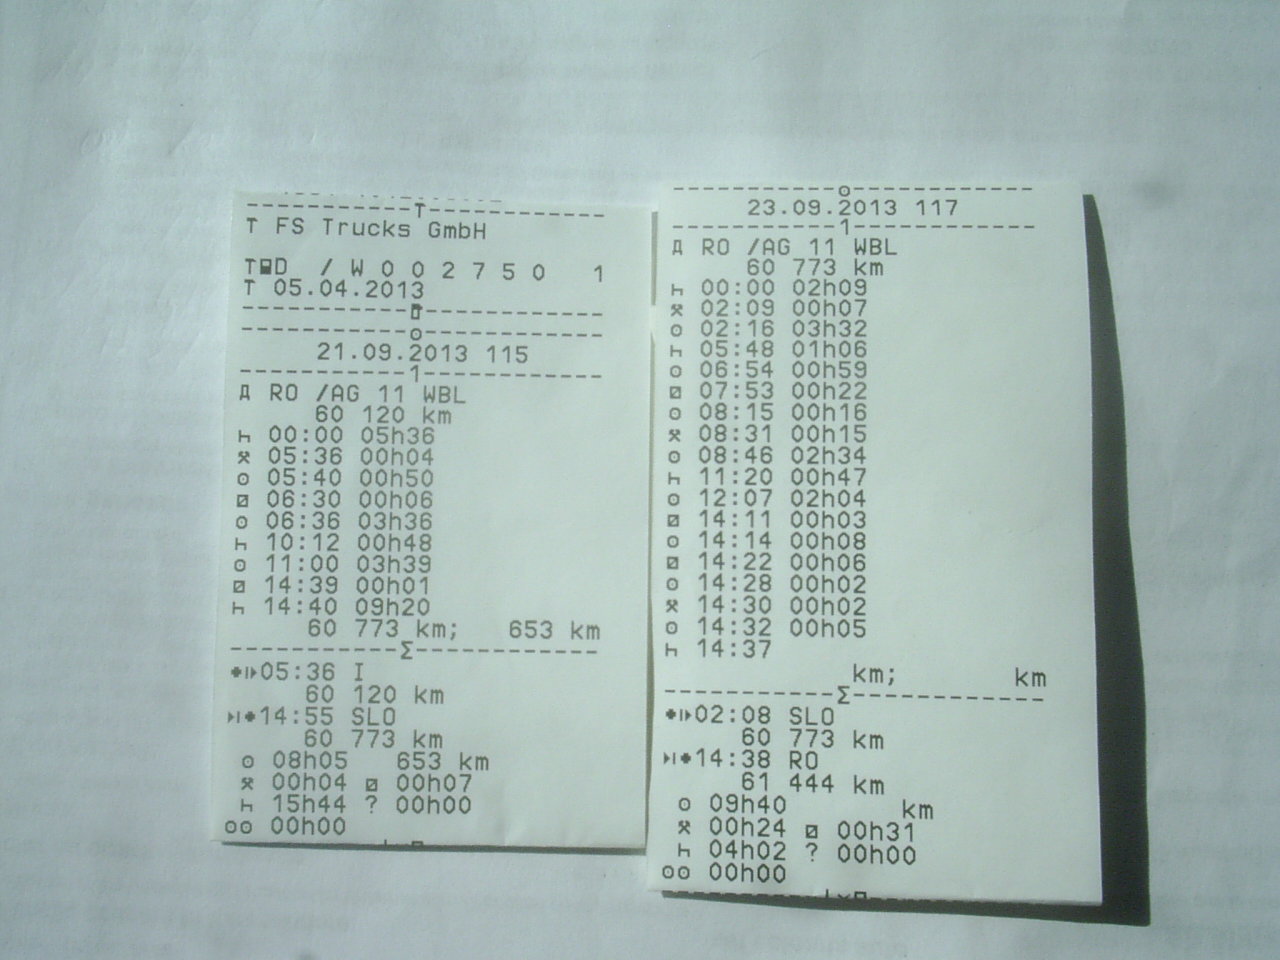 T FS Trucks GmbH
T D / W 0 0 2 7 5 0 1
T 05.04.2013
21.09.2013 115
1
A RO /AG 11 WBL
60 120 km
00:00 05h36
05:36 00h04
05:40 00h50
06:30 00h06
06:36 03h36
10:12 00h48
11:00 03h39
14:39 00h01
14:40 09h20
60 773 km; 653 km
Σ
05:36 I
60 120 km
14:55 SLO
60 773 km
08h05 653 km
00h04 00h07
15h44 ? 00h00
00h00
23.09.2013 117
1
A RO /AG 11 WBL
60 773 km
00:00 02h09
02:09 00h07
02:16 03h32
05:48 01h06
06:54 00h59
07:53 00h22
08:15 00h16
08:31 00h15
08:46 02h34
11:20 00h47
12:07 02h04
14:11 00h03
14:14 00h08
14:22 00h06
14:28 00h02
14:30 00h02
14:32 00h05
14:37
km; km
Σ
02:08 SLO
60 773 km
14:38 RO
61 444 km
09h40 km
00h24 00h31
04h02 ? 00h00
00h00